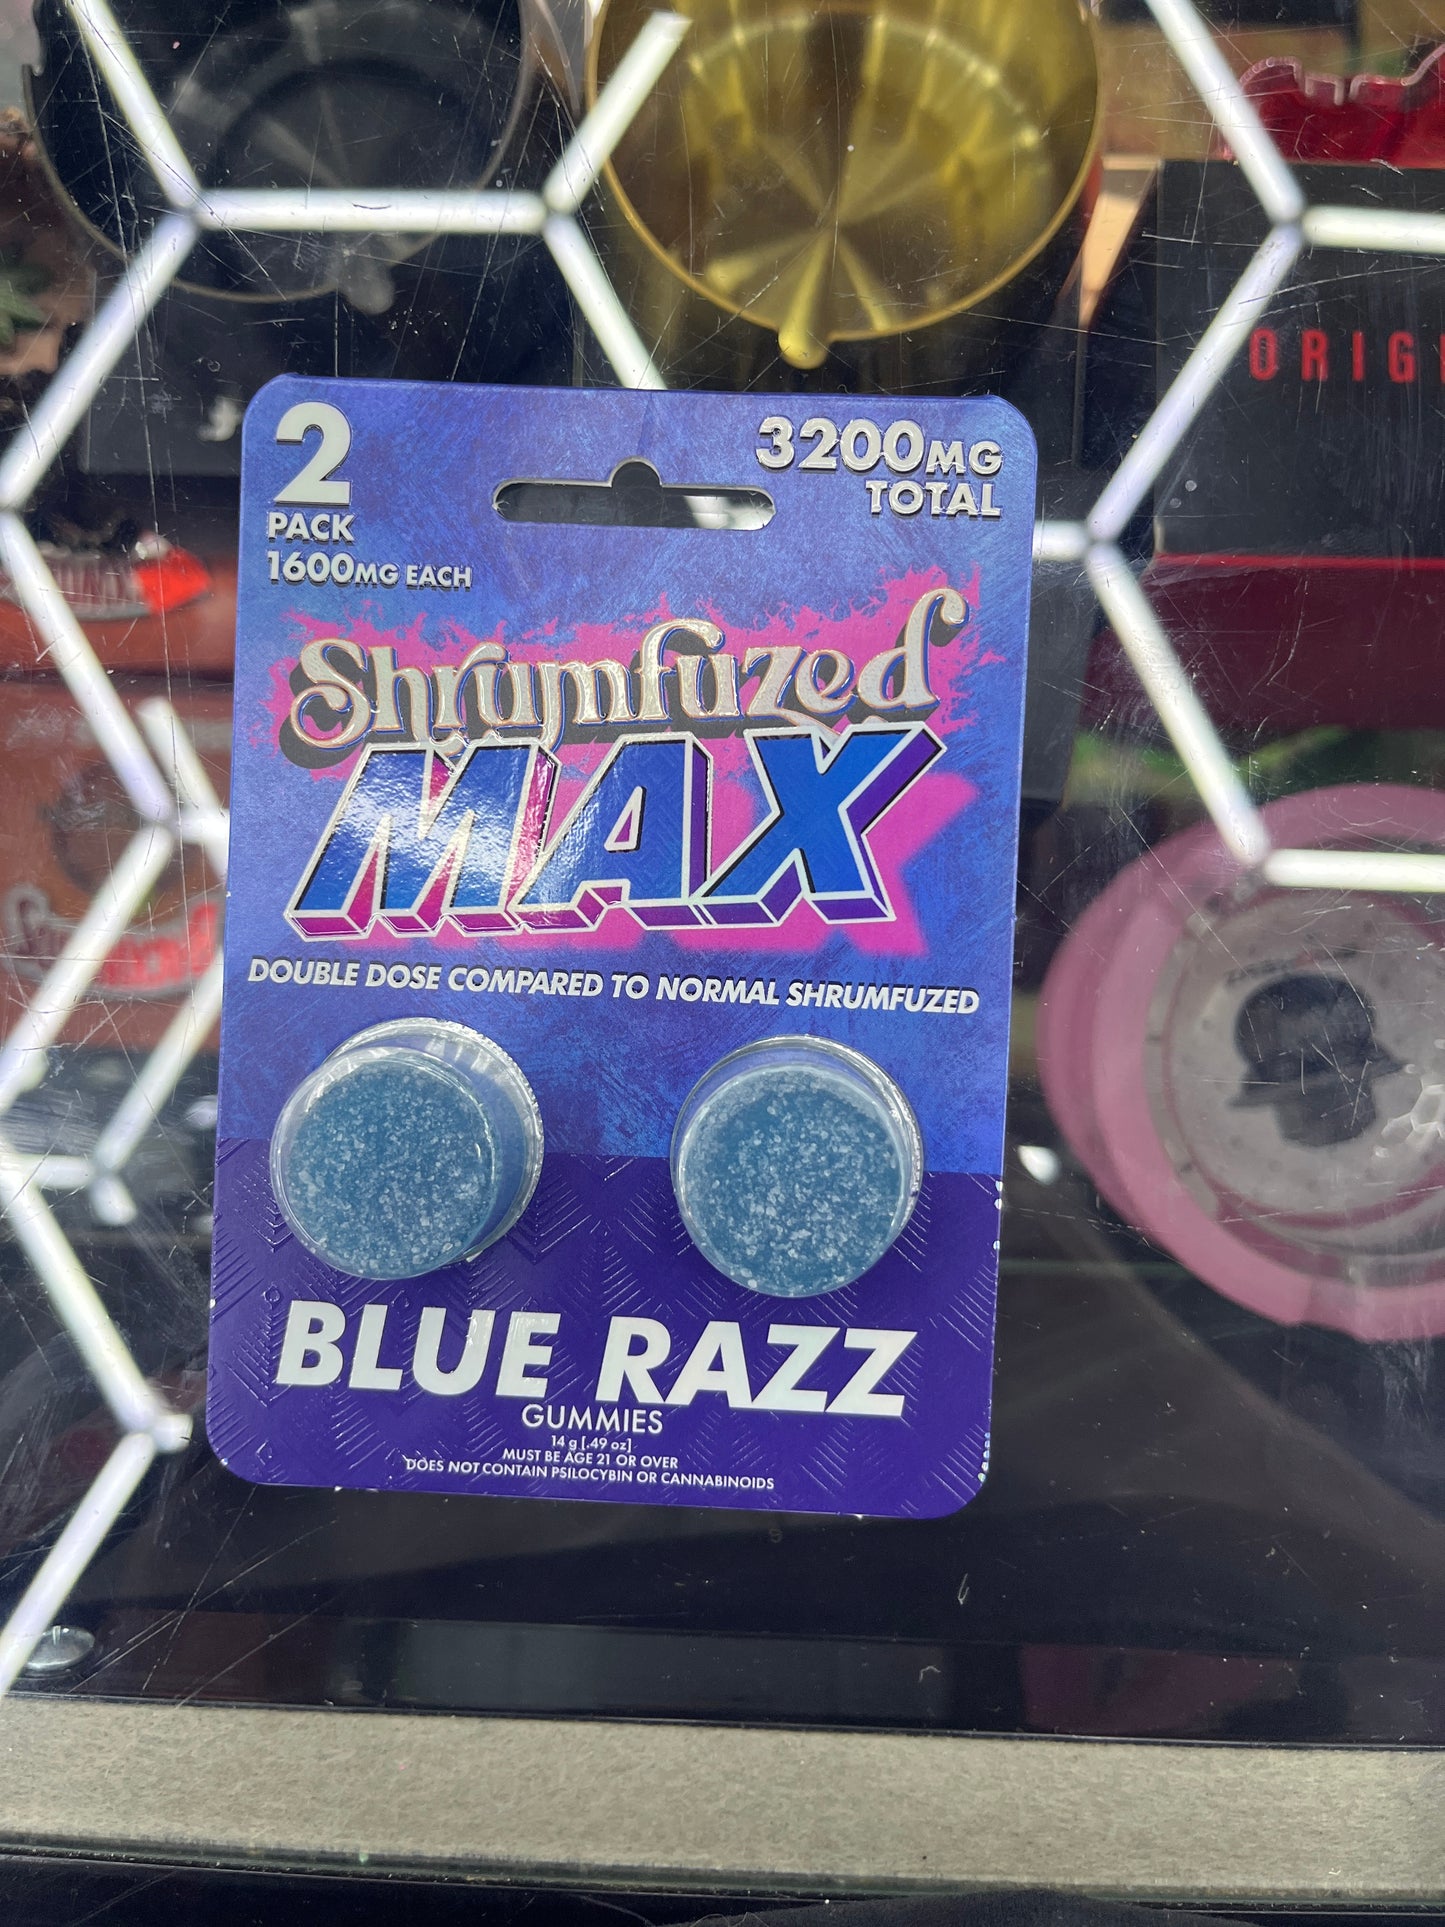 2
PACK
1600MG EACH
3200MG
TOTAL
Shrumfuzed
MAX
DOUBLE DOSE COMPARED TO NORMAL SHRUMFUZED
BLUE RAZZ
GUMMIES
14 g [.49 oz]
MUST BE AGE 21 OR OVER
DOES NOT CONTAIN PSILOCYBIN OR CANNABINOIDS
ORIG